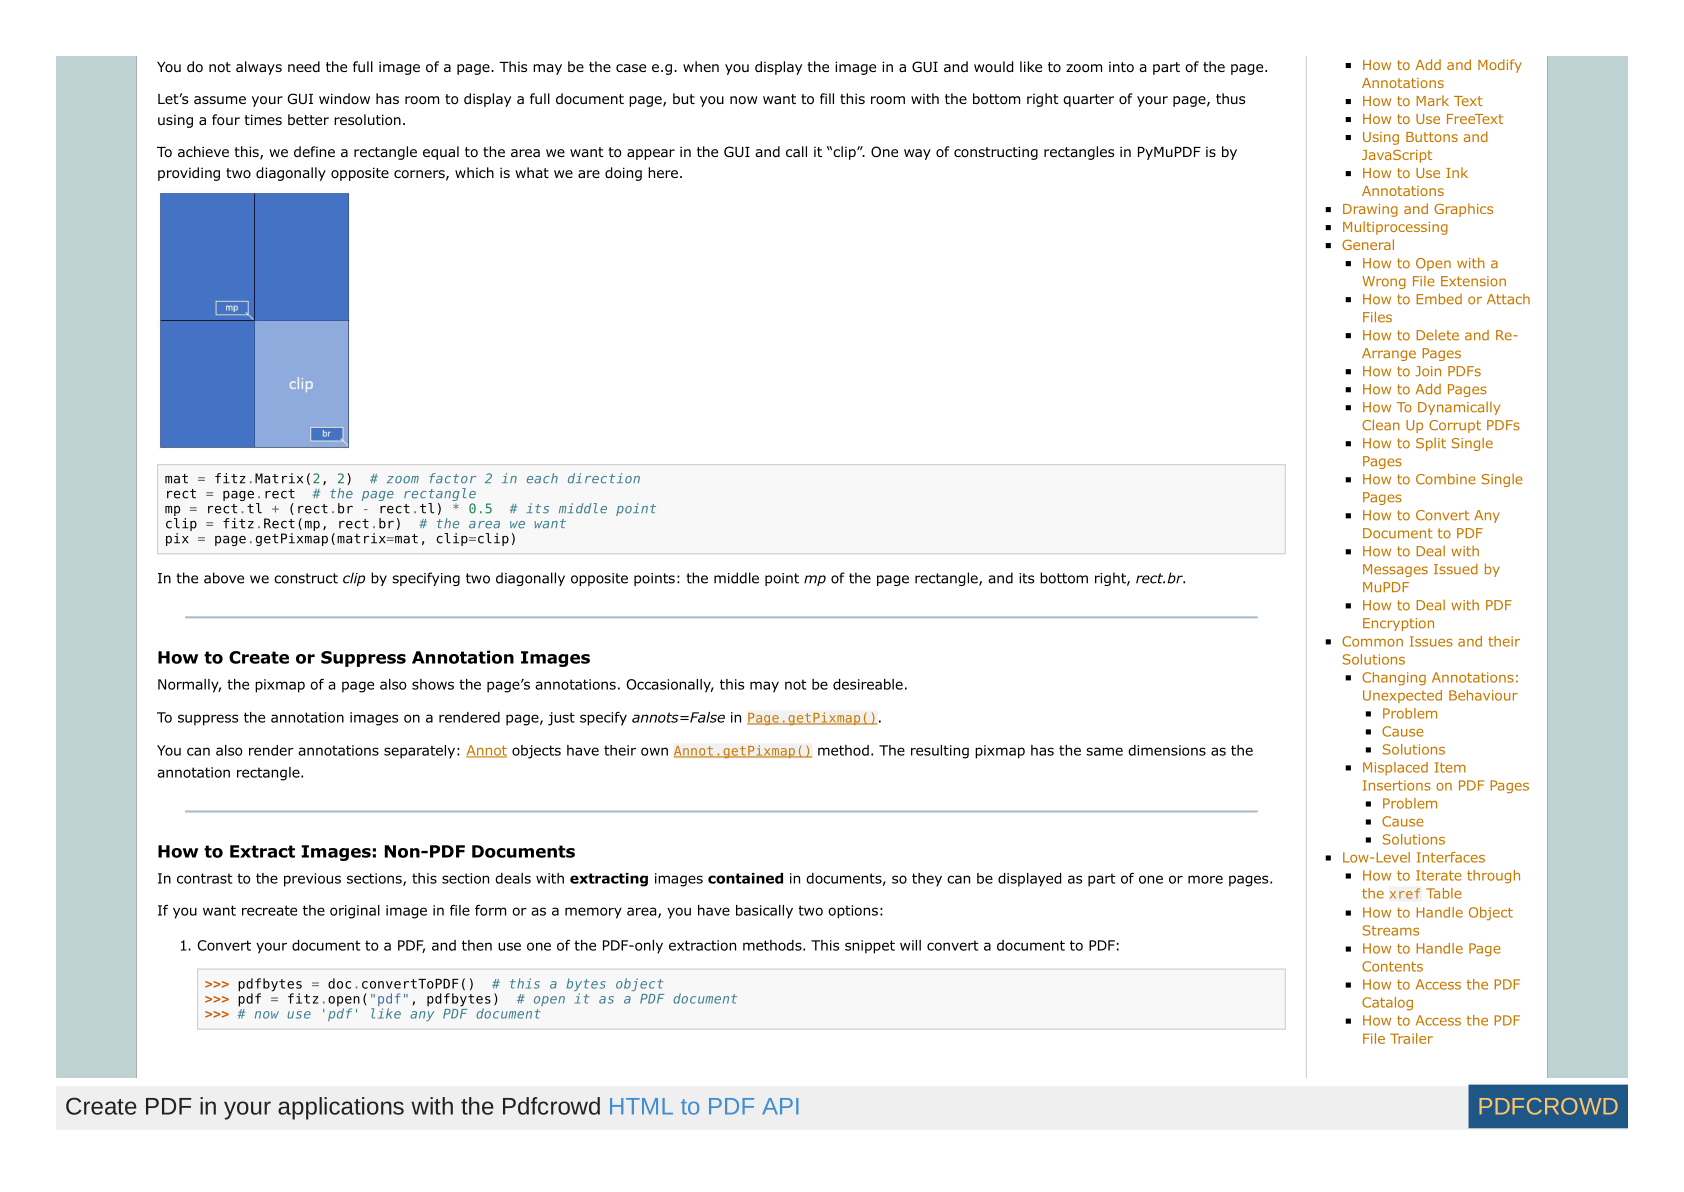 You do not always need the full image of a page. This may be the case e.g. when you display the image in a GUI and would like to zoom into a part of the page.
Let’s assume your GUI window has room to display a full document page, but you now want to fill this room with the bottom right quarter of your page, thus
using a four times better resolution.
To achieve this, we define a rectangle equal to the area we want to appear in the GUI and call it “clip”. One way of constructing rectangles in PyMuPDF is by
providing two diagonally opposite corners, which is what we are doing here.
mp
clip
br
mat = fitz.Matrix(2, 2)  # zoom factor 2 in each direction
rect = page.rect  # the page rectangle
mp = rect.tl + (rect.br - rect.tl) * 0.5  # its middle point
clip = fitz.Rect(mp, rect.br)  # the area we want
pix = page.getPixmap(matrix=mat, clip=clip)
In the above we construct clip by specifying two diagonally opposite points: the middle point mp of the page rectangle, and its bottom right, rect.br.
How to Create or Suppress Annotation Images
Normally, the pixmap of a page also shows the page’s annotations. Occasionally, this may not be desireable.
To suppress the annotation images on a rendered page, just specify annots=False in Page.getPixmap().
You can also render annotations separately: Annot objects have their own Annot.getPixmap() method. The resulting pixmap has the same dimensions as the
annotation rectangle.
How to Extract Images: Non-PDF Documents
In contrast to the previous sections, this section deals with extracting images contained in documents, so they can be displayed as part of one or more pages.
If you want recreate the original image in file form or as a memory area, you have basically two options:
1. Convert your document to a PDF, and then use one of the PDF-only extraction methods. This snippet will convert a document to PDF:
>>> pdfbytes = doc.convertToPDF()  # this a bytes object
>>> pdf = fitz.open("pdf", pdfbytes)  # open it as a PDF document
>>> # now use 'pdf' like any PDF document
▪ How to Add and Modify
Annotations
▪ How to Mark Text
▪ How to Use FreeText
▪ Using Buttons and
JavaScript
▪ How to Use Ink
Annotations
▪ Drawing and Graphics
▪ Multiprocessing
▪ General
▪ How to Open with a
Wrong File Extension
▪ How to Embed or Attach
Files
▪ How to Delete and Re-
Arrange Pages
▪ How to Join PDFs
▪ How to Add Pages
▪ How To Dynamically
Clean Up Corrupt PDFs
▪ How to Split Single
Pages
▪ How to Combine Single
Pages
▪ How to Convert Any
Document to PDF
▪ How to Deal with
Messages Issued by
MuPDF
▪ How to Deal with PDF
Encryption
▪ Common Issues and their
Solutions
▪ Changing Annotations:
Unexpected Behaviour
▪ Problem
▪ Cause
▪ Solutions
▪ Misplaced Item
Insertions on PDF Pages
▪ Problem
▪ Cause
▪ Solutions
▪ Low-Level Interfaces
▪ How to Iterate through
the xref Table
▪ How to Handle Object
Streams
▪ How to Handle Page
Contents
▪ How to Access the PDF
Catalog
▪ How to Access the PDF
File Trailer
Create PDF in your applications with the Pdfcrowd HTML to PDF API
PDFCROWD